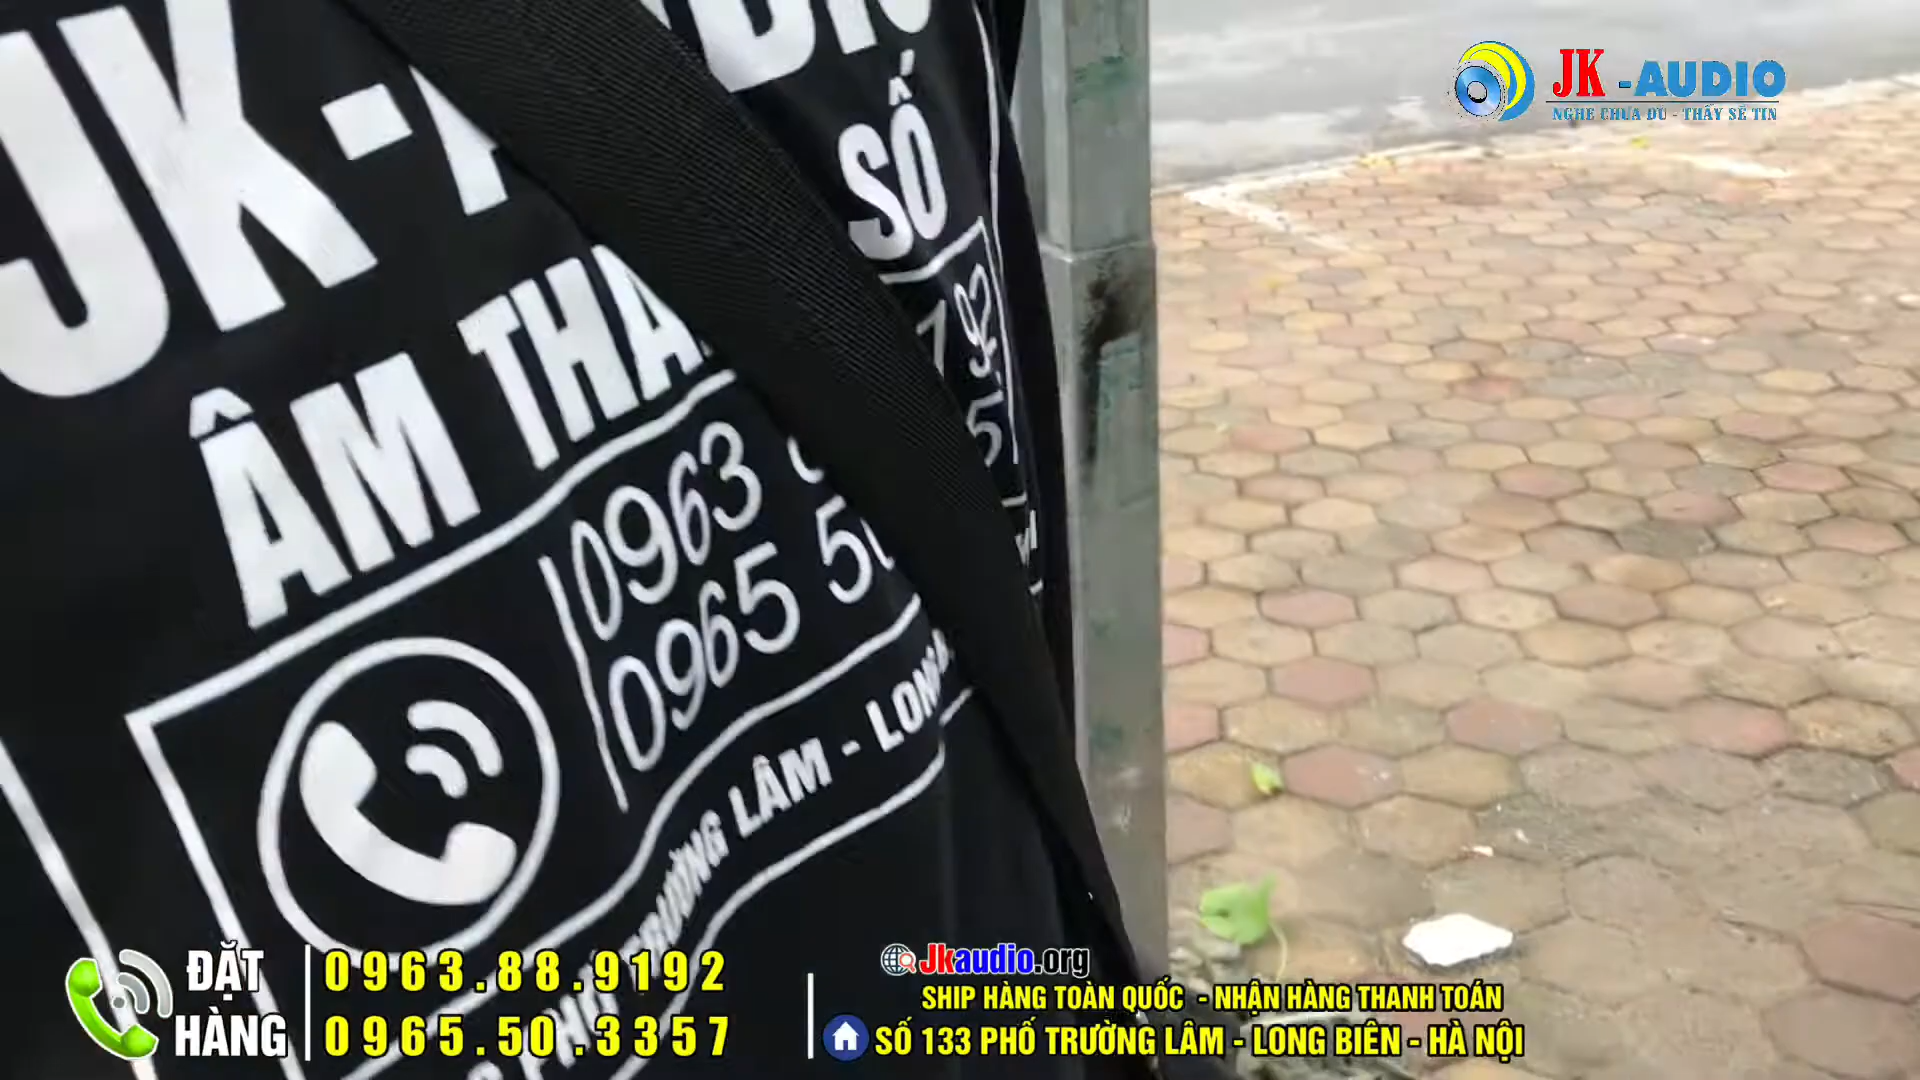 JK -AUDIO
NGHE CHƯA ĐỦ - THẤY SẼ TIN
JK-
SỐ
ÂM
92
5
0963
0965
LÂM -
TRƯỜNG
ĐẶT
HÀNG
0963.88.9192
0965.50.3357
Jkaudio.org
SHIP HÀNG TOÀN QUỐC - NHẬN HÀNG THANH TOÁN
SỐ 133 PHỐ TRƯỜNG LÂM - LONG BIÊN - HÀ NỘI